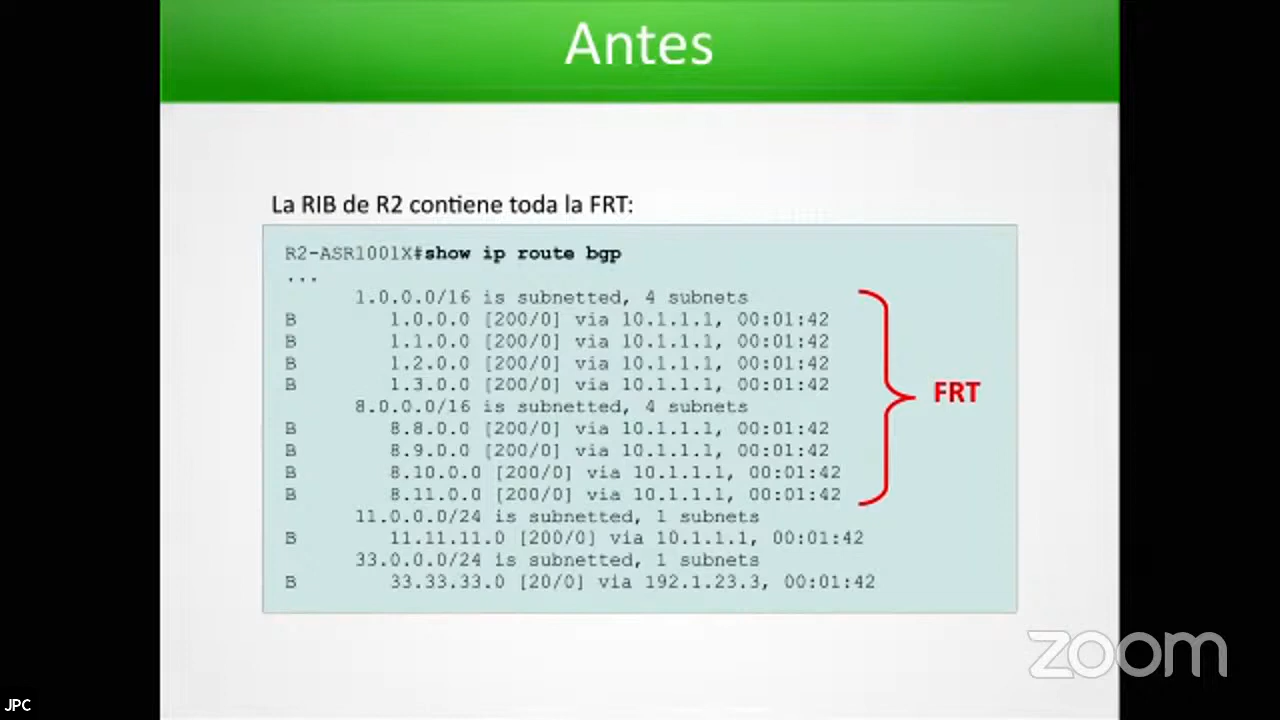 Antes
La RIB de R2 contiene toda la FRT:
R2-ASR1001X#show ip route bgp
...
1.0.0.0/16 is subnetted, 4 subnets
B 1.0.0.0 [200/0] via 10.1.1.1, 00:01:42
B 1.1.0.0 [200/0] via 10.1.1.1, 00:01:42
B 1.2.0.0 [200/0] via 10.1.1.1, 00:01:42
B 1.3.0.0 [200/0] via 10.1.1.1, 00:01:42
8.0.0.0/16 is subnetted, 4 subnets
B 8.8.0.0 [200/0] via 10.1.1.1, 00:01:42
B 8.9.0.0 [200/0] via 10.1.1.1, 00:01:42
B 8.10.0.0 [200/0] via 10.1.1.1, 00:01:42
B 8.11.0.0 [200/0] via 10.1.1.1, 00:01:42
FRT
11.0.0.0/24 is subnetted, 1 subnets
B 11.11.11.0 [200/0] via 10.1.1.1, 00:01:42
33.0.0.0/24 is subnetted, 1 subnets
B 33.33.33.0 [20/0] via 192.1.23.3, 00:01:42
zoom
JPC